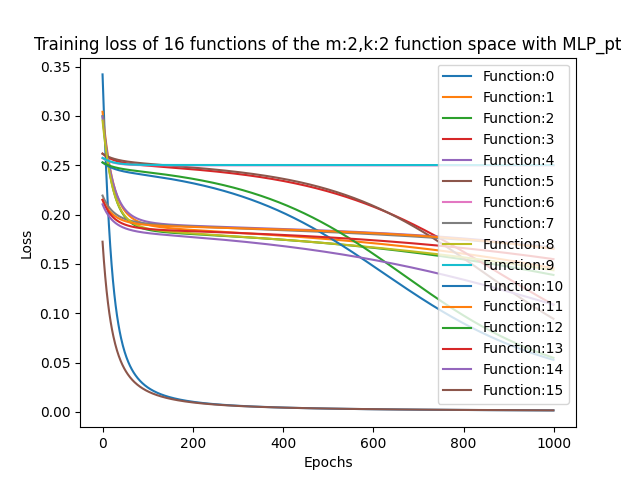 Training loss of 16 functions of the m:2,k:2 function space with MLP_pt
0.35
0.30
0.25
0.20
0.15
0.10
0.05
0.00
Loss
0
200
400
600
800
1000
Epochs
Function:0
Function:1
Function:2
Function:3
Function:4
Function:5
Function:6
Function:7
Function:8
Function:9
Function:10
Function:11
Function:12
Function:13
Function:14
Function:15